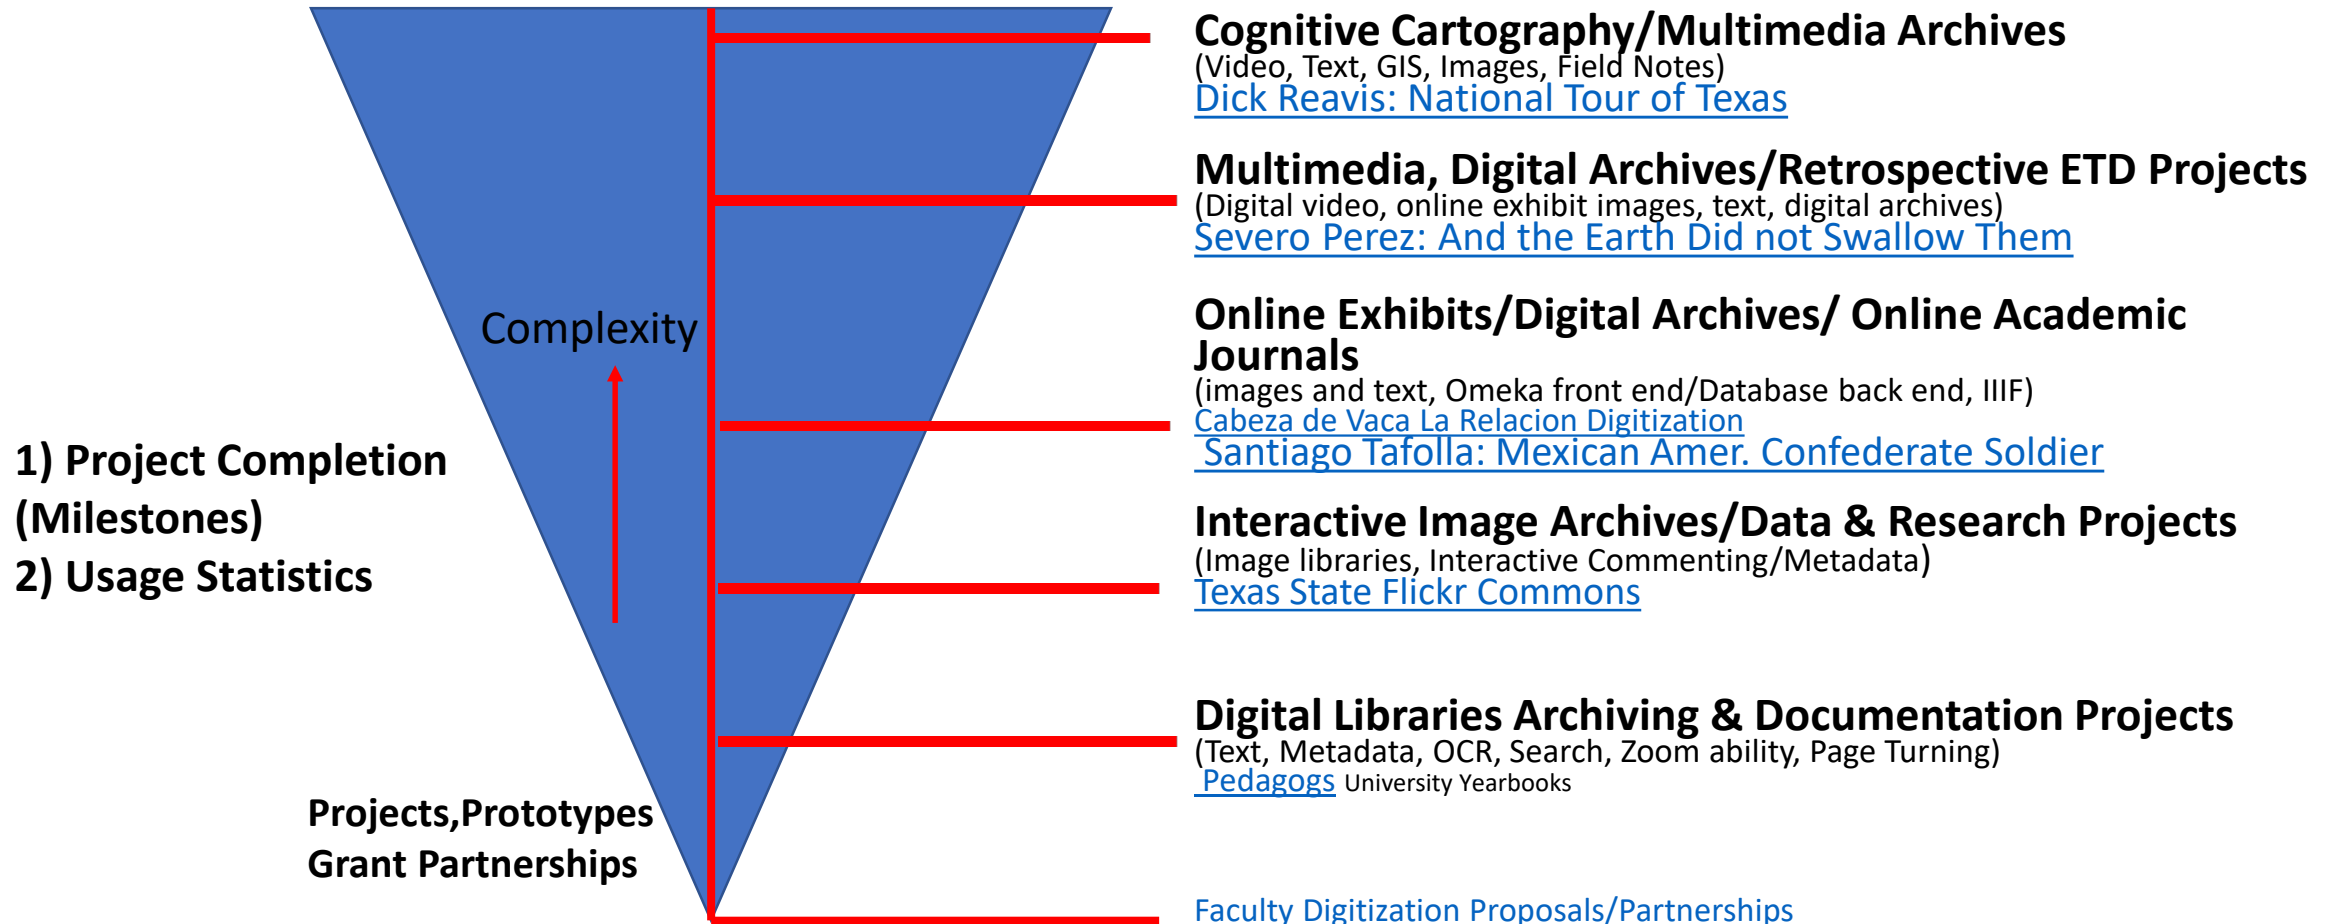 Cognitive Cartography/Multimedia Archives
(Video, Text, GIS, Images, Field Notes)
Dick Reavis: National Tour of Texas
Multimedia, Digital Archives/Retrospective ETD Projects
(Digital video, online exhibit images, text, digital archives)
Severo Perez: And the Earth Did not Swallow Them
Online Exhibits/Digital Archives/ Online Academic
Journals
(images and text, Omeka front end/Database back end, IIIF)
Cabeza de Vaca La Relacion Digitization
Santiago Tafolla: Mexican Amer. Confederate Soldier
Interactive Image Archives/Data & Research Projects
(Image libraries, Interactive Commenting/Metadata)
Texas State Flickr Commons
Digital Libraries Archiving & Documentation Projects
(Text, Metadata, OCR, Search, Zoom ability, Page Turning)
Pedagogs University Yearbooks
Faculty Digitization Proposals/Partnerships
Complexity
1) Project Completion
(Milestones)
2) Usage Statistics
Projects,Prototypes
Grant Partnerships